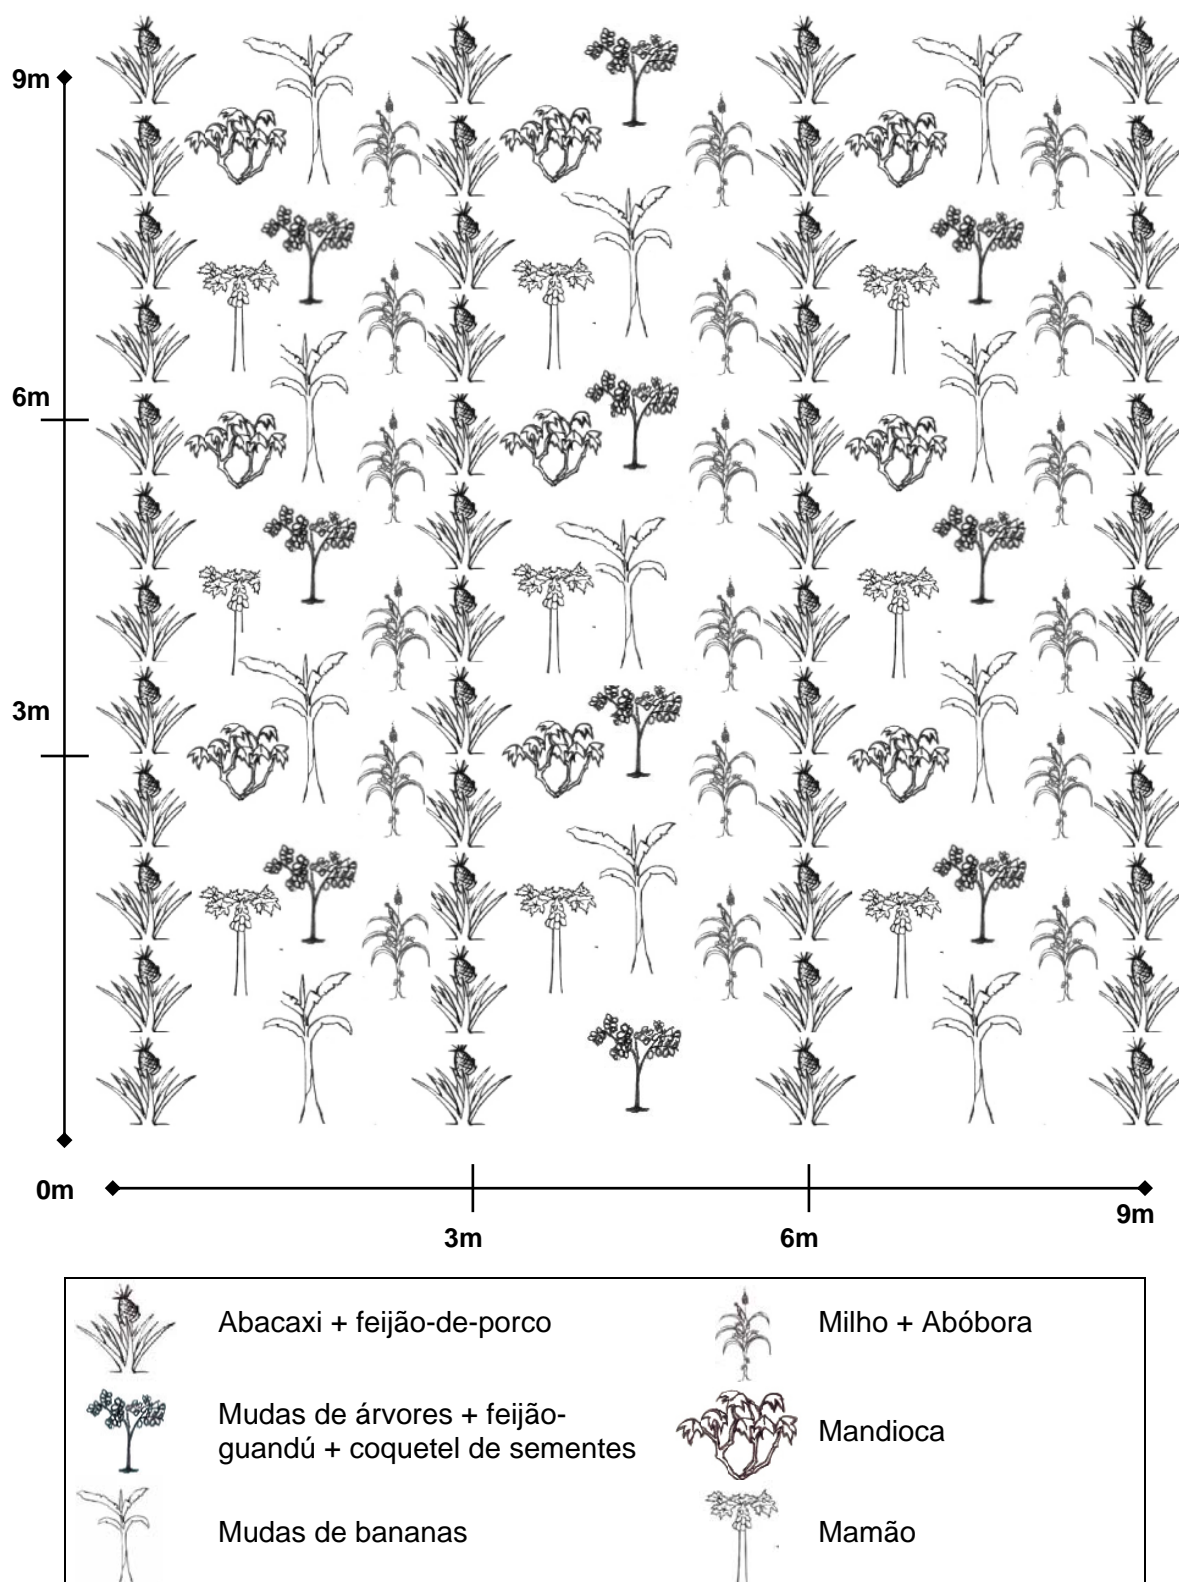 9m
6m
3m
0m
3m
6m
9m
Abacaxi + feijão-de-porco
Milho + Abóbora
Mudas de árvores + feijão-
guandú + coquetel de sementes
Mandioca
Mudas de bananas
Mamão